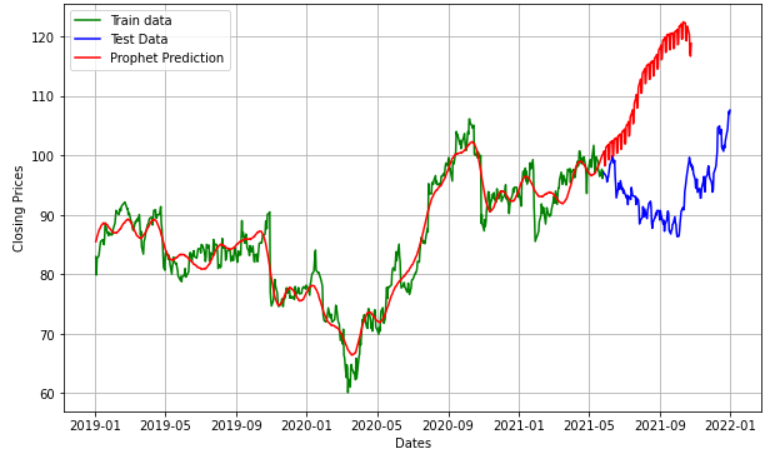 Train data
Test Data
Prophet Prediction
Closing Prices
120
110
100
90
80
70
60
2019-01 2019-05 2019-09 2020-01 2020-05 2020-09 2021-01 2021-05 2021-09 2022-01
Dates